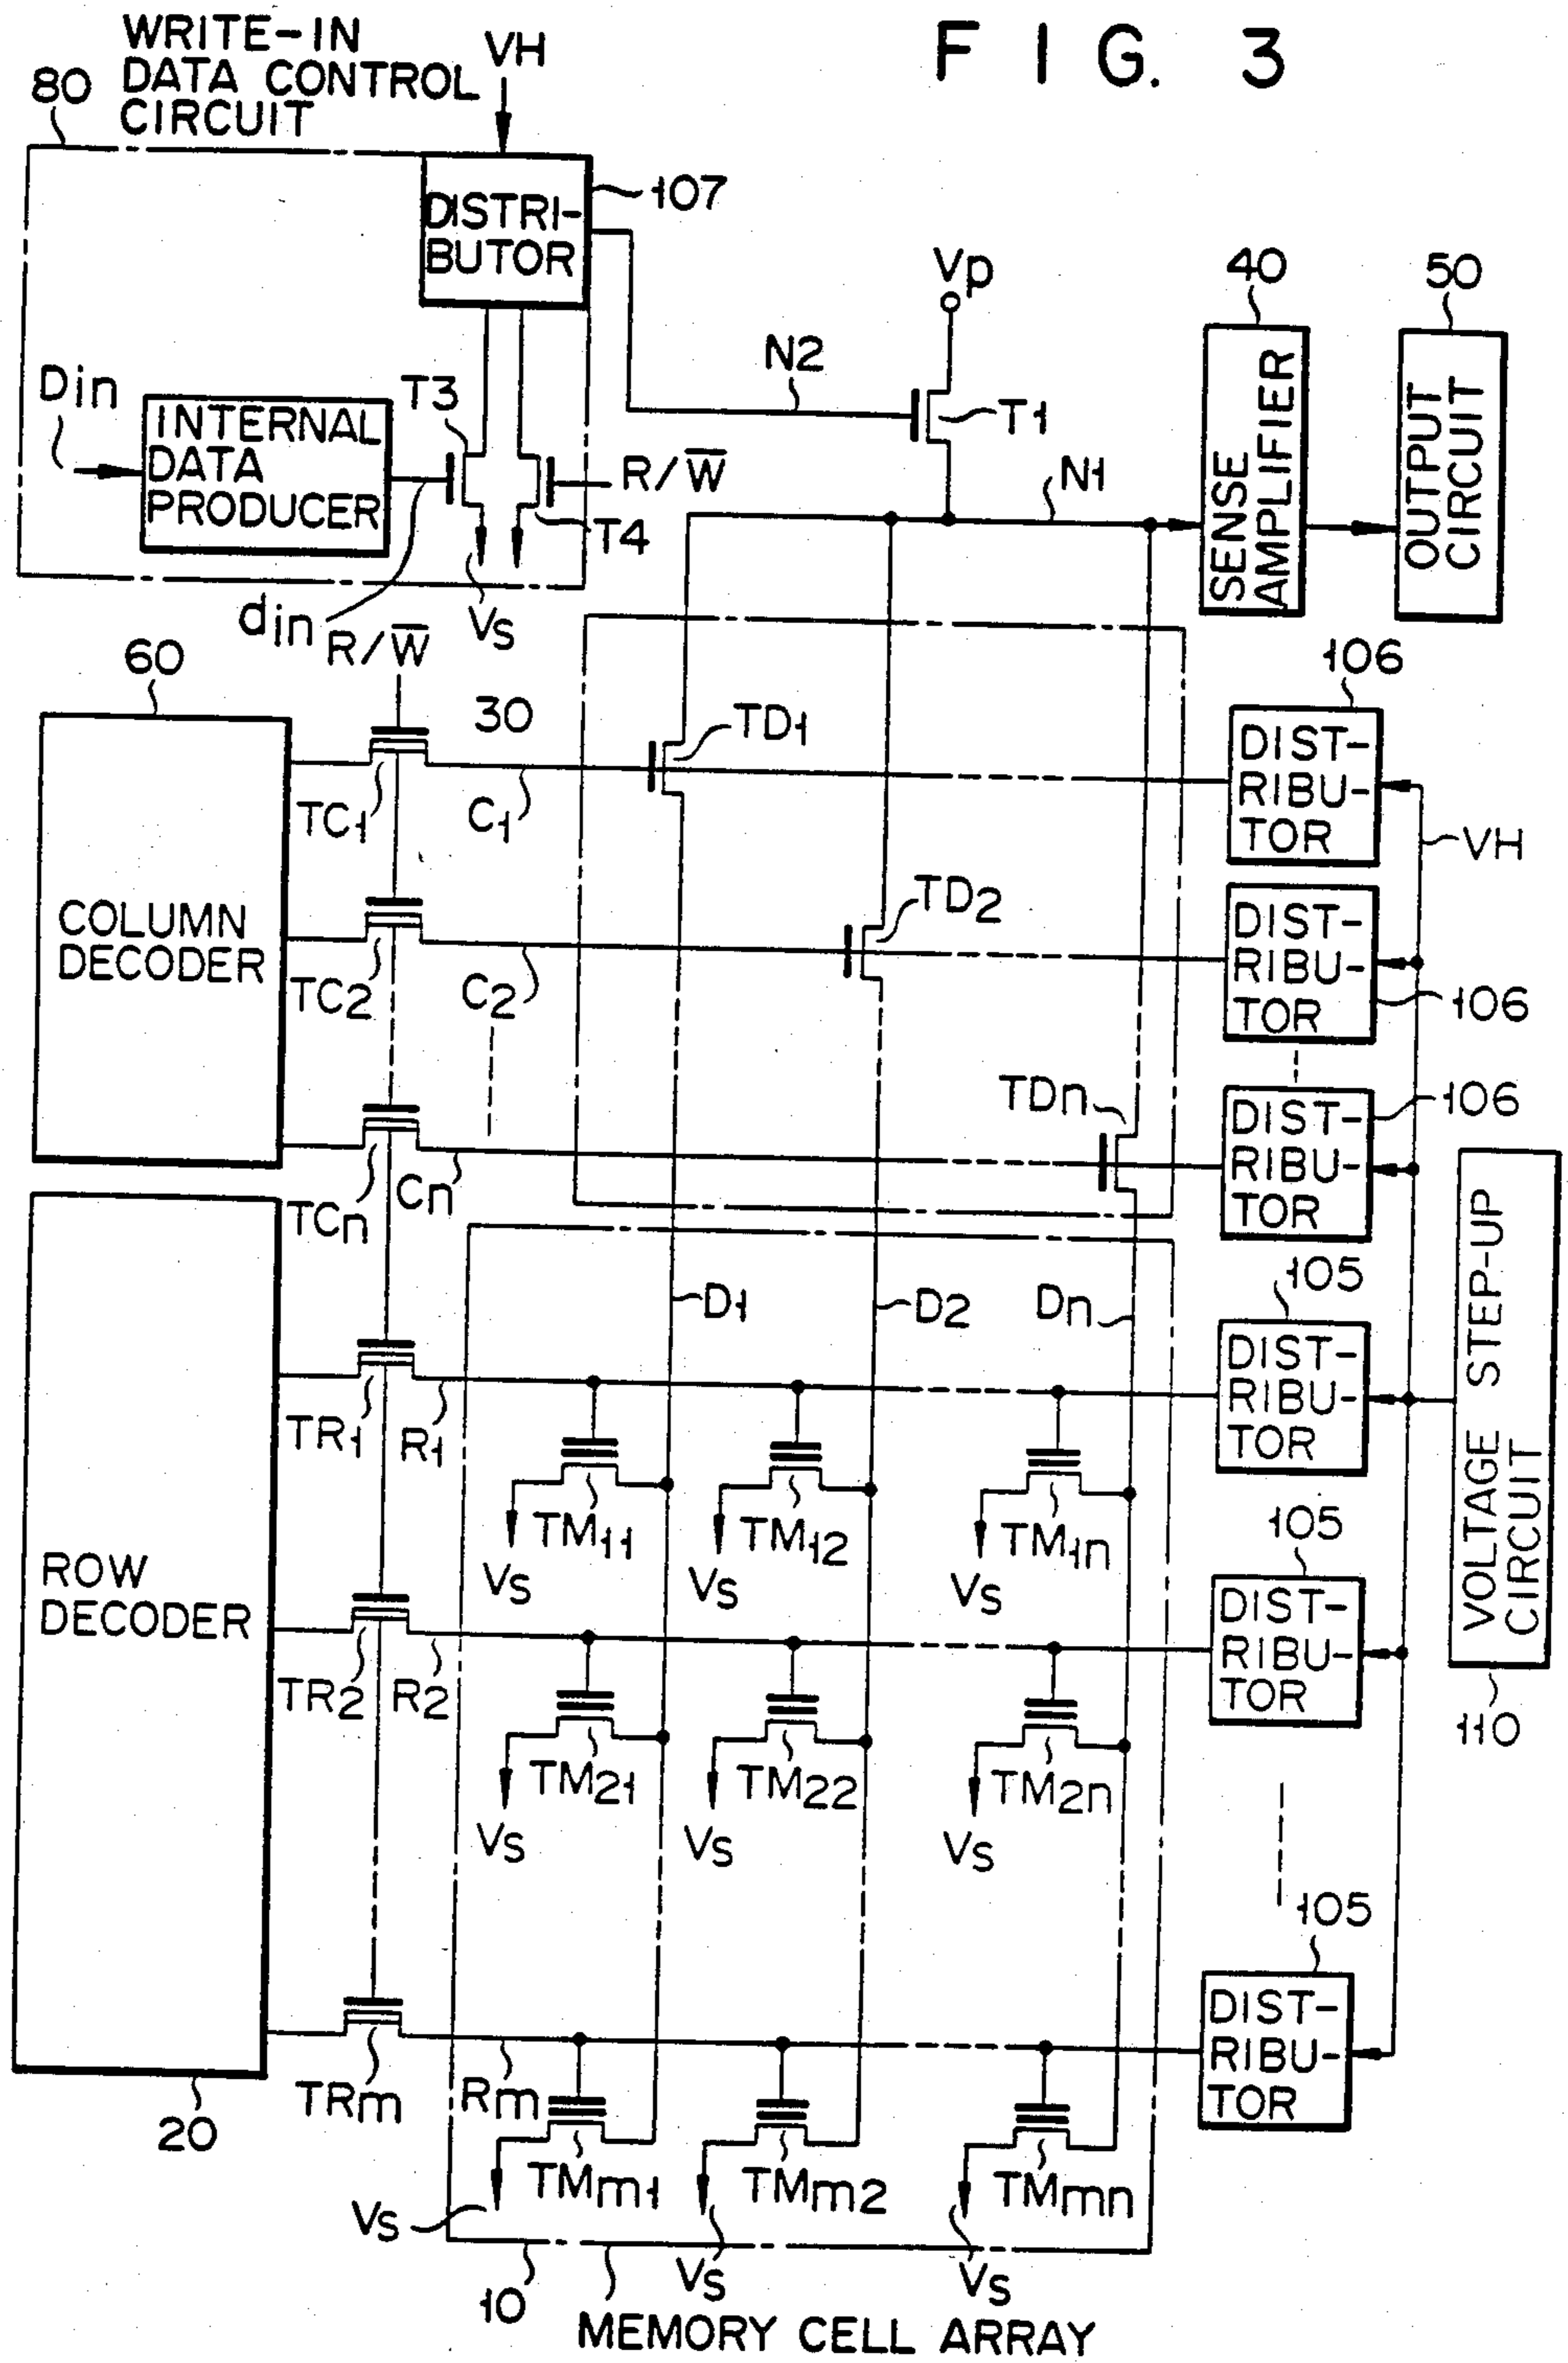 FIG. 3
WRITE-IN
DATA CONTROL
CIRCUIT
80
VH
DISTRI-
BUTOR
107
Vp
40
50
N2
T1
Din
INTERNAL
DATA
PRODUCER
T3
R/W̅
T4
N1
SENSE
AMPLIFIER
OUTPUT
CIRCUIT
din
Vs
R/W̅
60
30
106
TD1
DIST-
RIBU-
TOR
TC1
C1
VH
COLUMN
DECODER
TD2
DIST-
RIBU-
TOR
106
TC2
C2
TDn
DIST-
RIBU-
TOR
106
TCn
Cn
VOLTAGE STEP-UP
CIRCUIT
110
D1
D2
Dn
105
DIST-
RIBU-
TOR
TR1
R1
TM11
TM12
TM1n
Vs
Vs
Vs
105
ROW
DECODER
DIST-
RIBU-
TOR
TR2
R2
TM21
TM22
TM2n
Vs
Vs
Vs
105
DIST-
RIBU-
TOR
TRm
Rm
20
TMm1
TMm2
TMmn
Vs
Vs
Vs
10
MEMORY CELL ARRAY